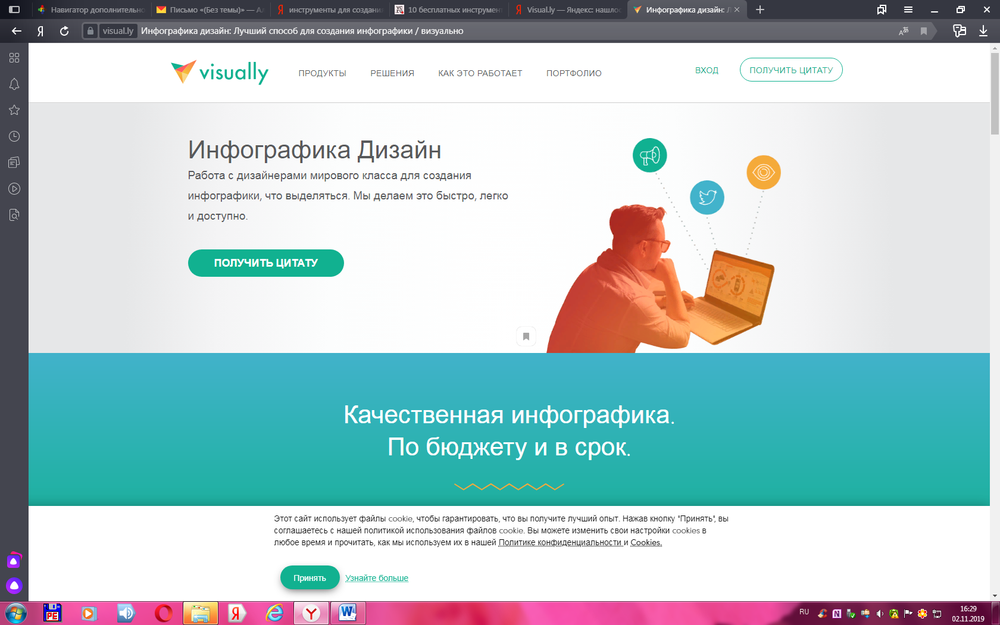 Навигатор дополнительно
Письмо «(Без темы)» — Ал
инструменты для создани
10 бесплатных инструмен
Visual.ly — Яндекс: нашлос
Инфографика дизайн: Л
visual.ly Инфографика дизайн: Лучший способ для создания инфографики / визуально
visually
ПРОДУКТЫ
РЕШЕНИЯ
КАК ЭТО РАБОТАЕТ
ПОРТФОЛИО
ВХОД
ПОЛУЧИТЬ ЦИТАТУ
Инфографика Дизайн
Работа с дизайнерами мирового класса для создания
инфографики, что выделяться. Мы делаем это быстро, легко
и доступно.
ПОЛУЧИТЬ ЦИТАТУ
Качественная инфографика.
По бюджету и в срок.
Этот сайт использует файлы cookie, чтобы гарантировать, что вы получите лучший опыт. Нажав кнопку "Принять", вы
соглашаетесь с нашей политикой использования файлов cookie. Вы можете изменить свои настройки cookies в
любое время и прочитать, как мы используем их в нашей Политике конфиденциальности и Cookies.
Принять
Узнайте больше
PE
RU
16:29
02.11.2019